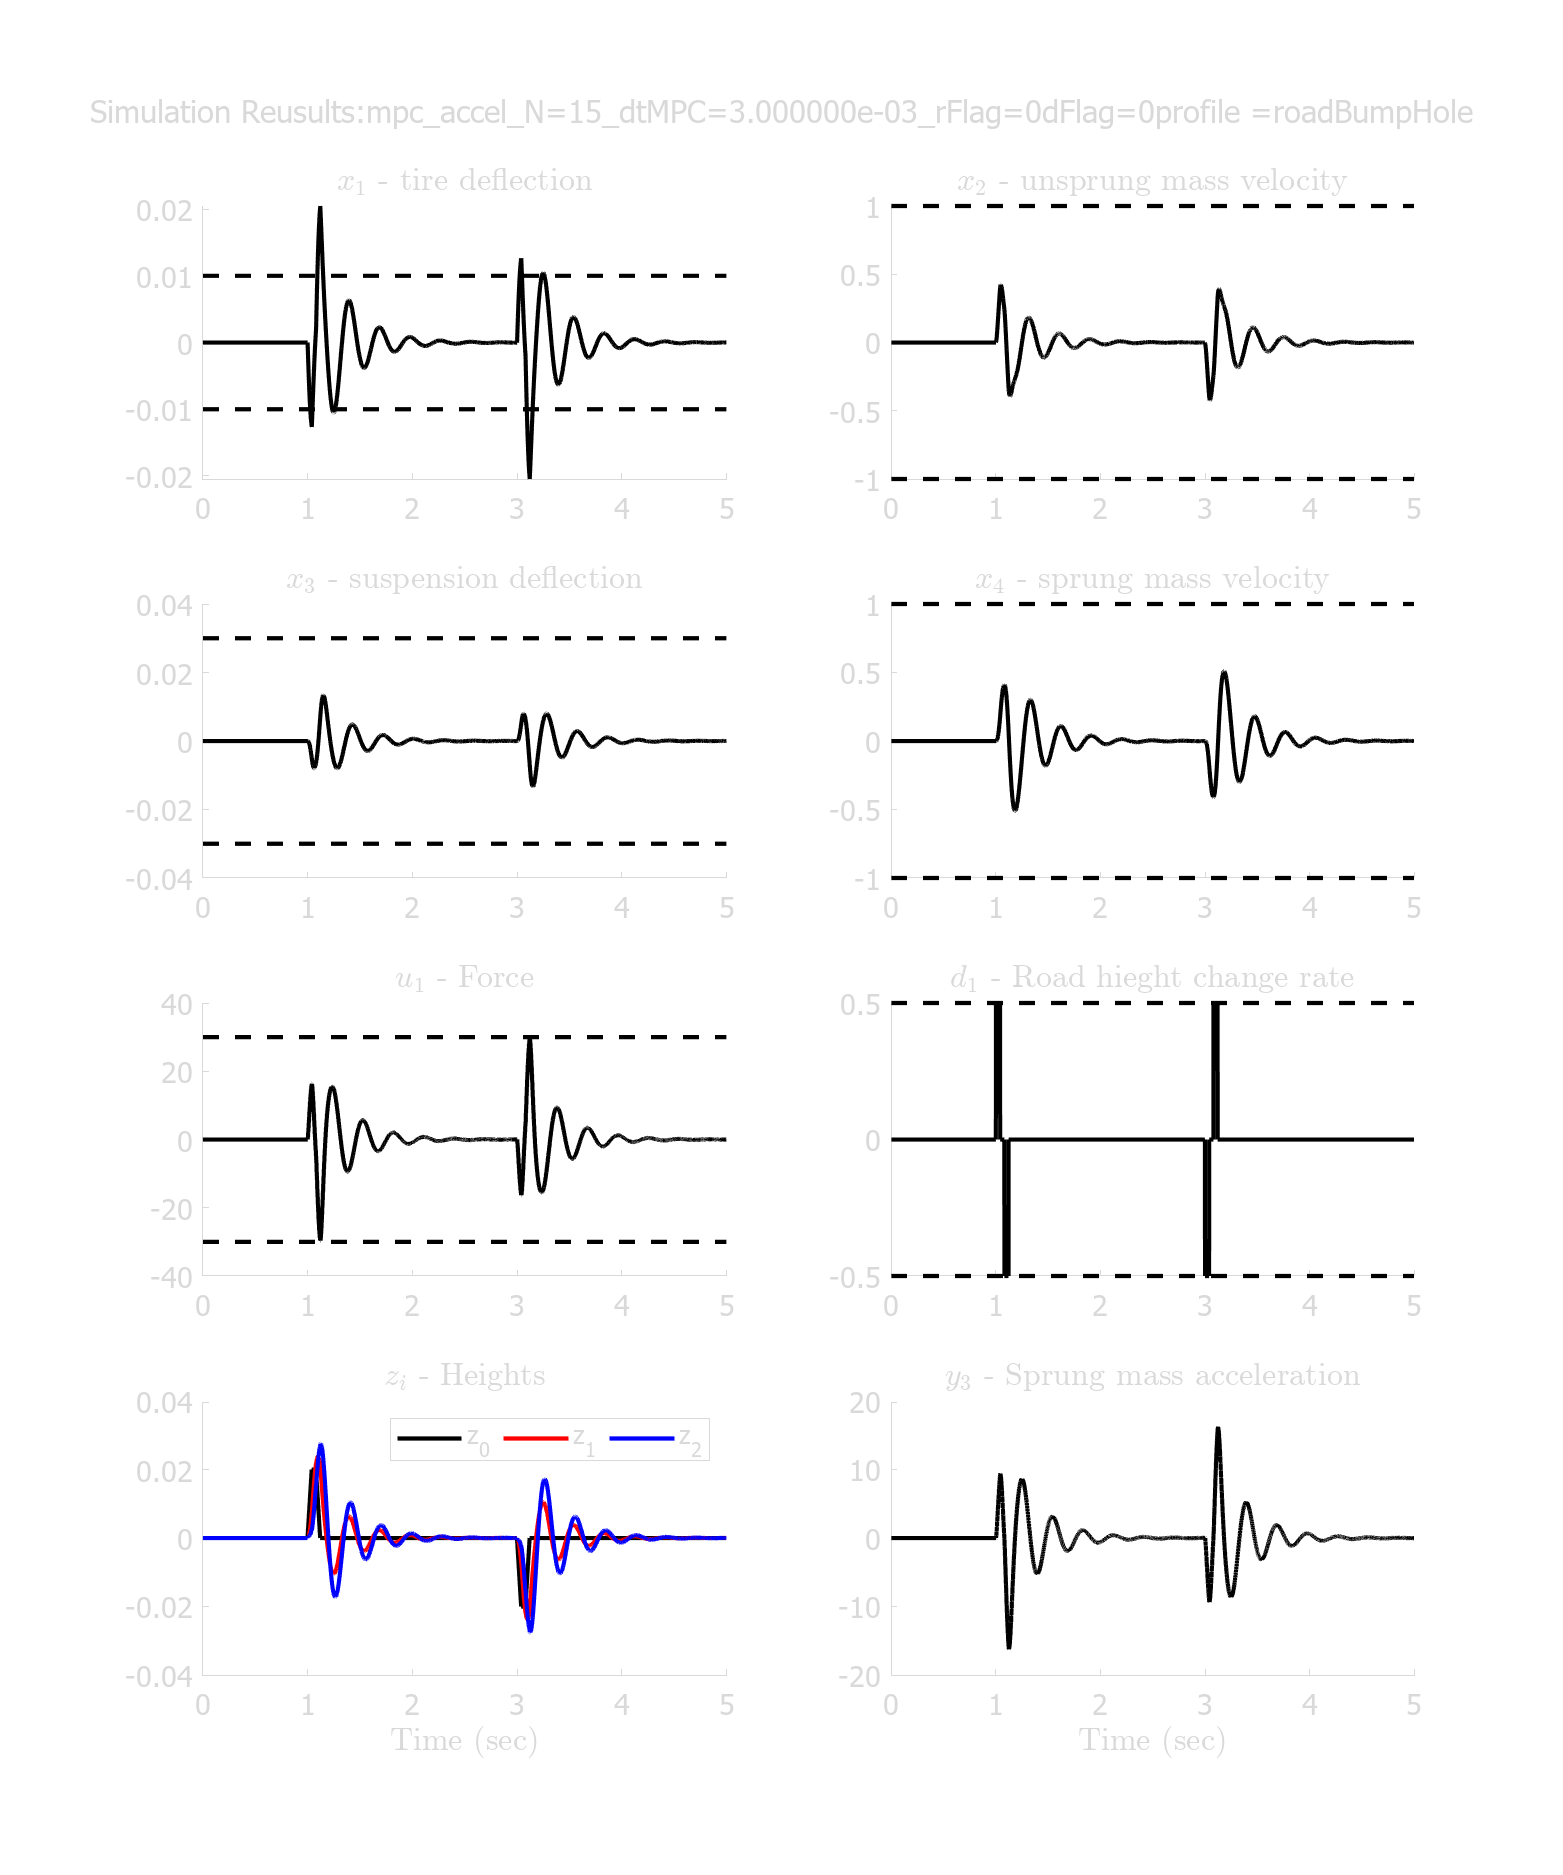 Simulation Reusults:mpc_accel_N=15_dtMPC=3.000000e-03_rFlag=0dFlag=0profile =roadBumpHole
x₁ - tire deflection
0.02
0.01
0
-0.01
-0.02
0 1 2 3 4 5
x₂ - unsprung mass velocity
1
0.5
0
-0.5
-1
0 1 2 3 4 5
x₃ - suspension deflection
0.04
0.02
0
-0.02
-0.04
0 1 2 3 4 5
x₄ - sprung mass velocity
1
0.5
0
-0.5
-1
0 1 2 3 4 5
u₁ - Force
40
20
0
-20
-40
0 1 2 3 4 5
d₁ - Road hieght change rate
0.5
0
-0.5
0 1 2 3 4 5
zᵢ - Heights
z₀ z₁ z₂
0.04
0.02
0
-0.02
-0.04
0 1 2 3 4 5
Time (sec)
y₃ - Sprung mass acceleration
20
10
0
-10
-20
0 1 2 3 4 5
Time (sec)